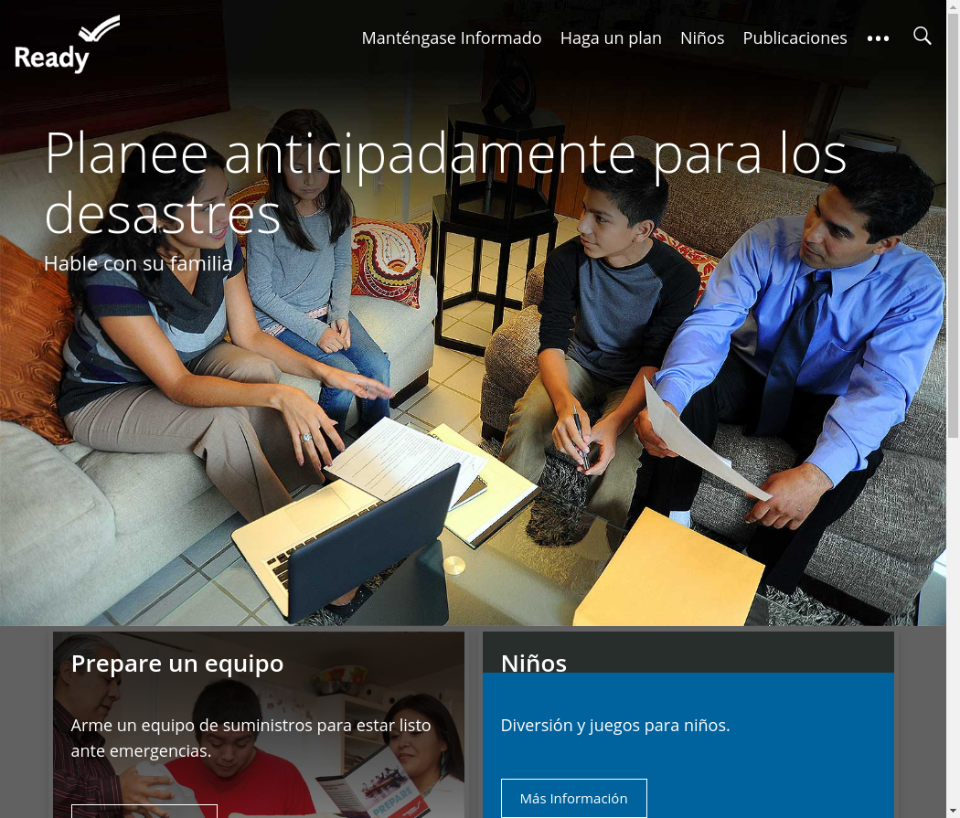 Ready
Manténgase Informado
Haga un plan
Niños
Publicaciones
Planee anticipadamente para los
desastres
Hable con su familia
Prepare un equipo
Arme un equipo de suministros para estar listo
ante emergencias.
PREPARE
Niños
Diversión y juegos para niños.
Más Información